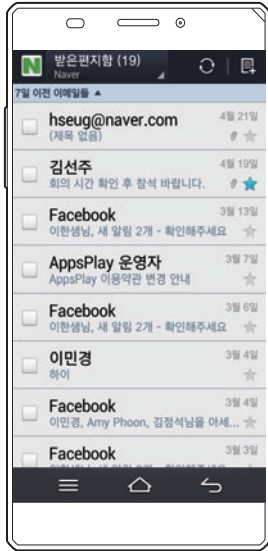 N 받은편지함 (19)
Naver
7일 이전 이메일들 ▲
hseug@naver.com 4월 21일
(제목 없음)
김선주 4월 19일
회의 시간 확인 후 참석 바랍니다.
Facebook 3월 13일
이한샘님, 새 알림 2개 - 확인해주세요
AppsPlay 운영자 3월 7일
AppsPlay 이용약관 변경 안내
Facebook 3월 6일
이한샘님, 새 알림 2개 - 확인해주세요
이민경 3월 4일
하이
Facebook 3월 4일
이민경, Amy Phoon, 김정석님을 아세...
Facebook 3월 3일